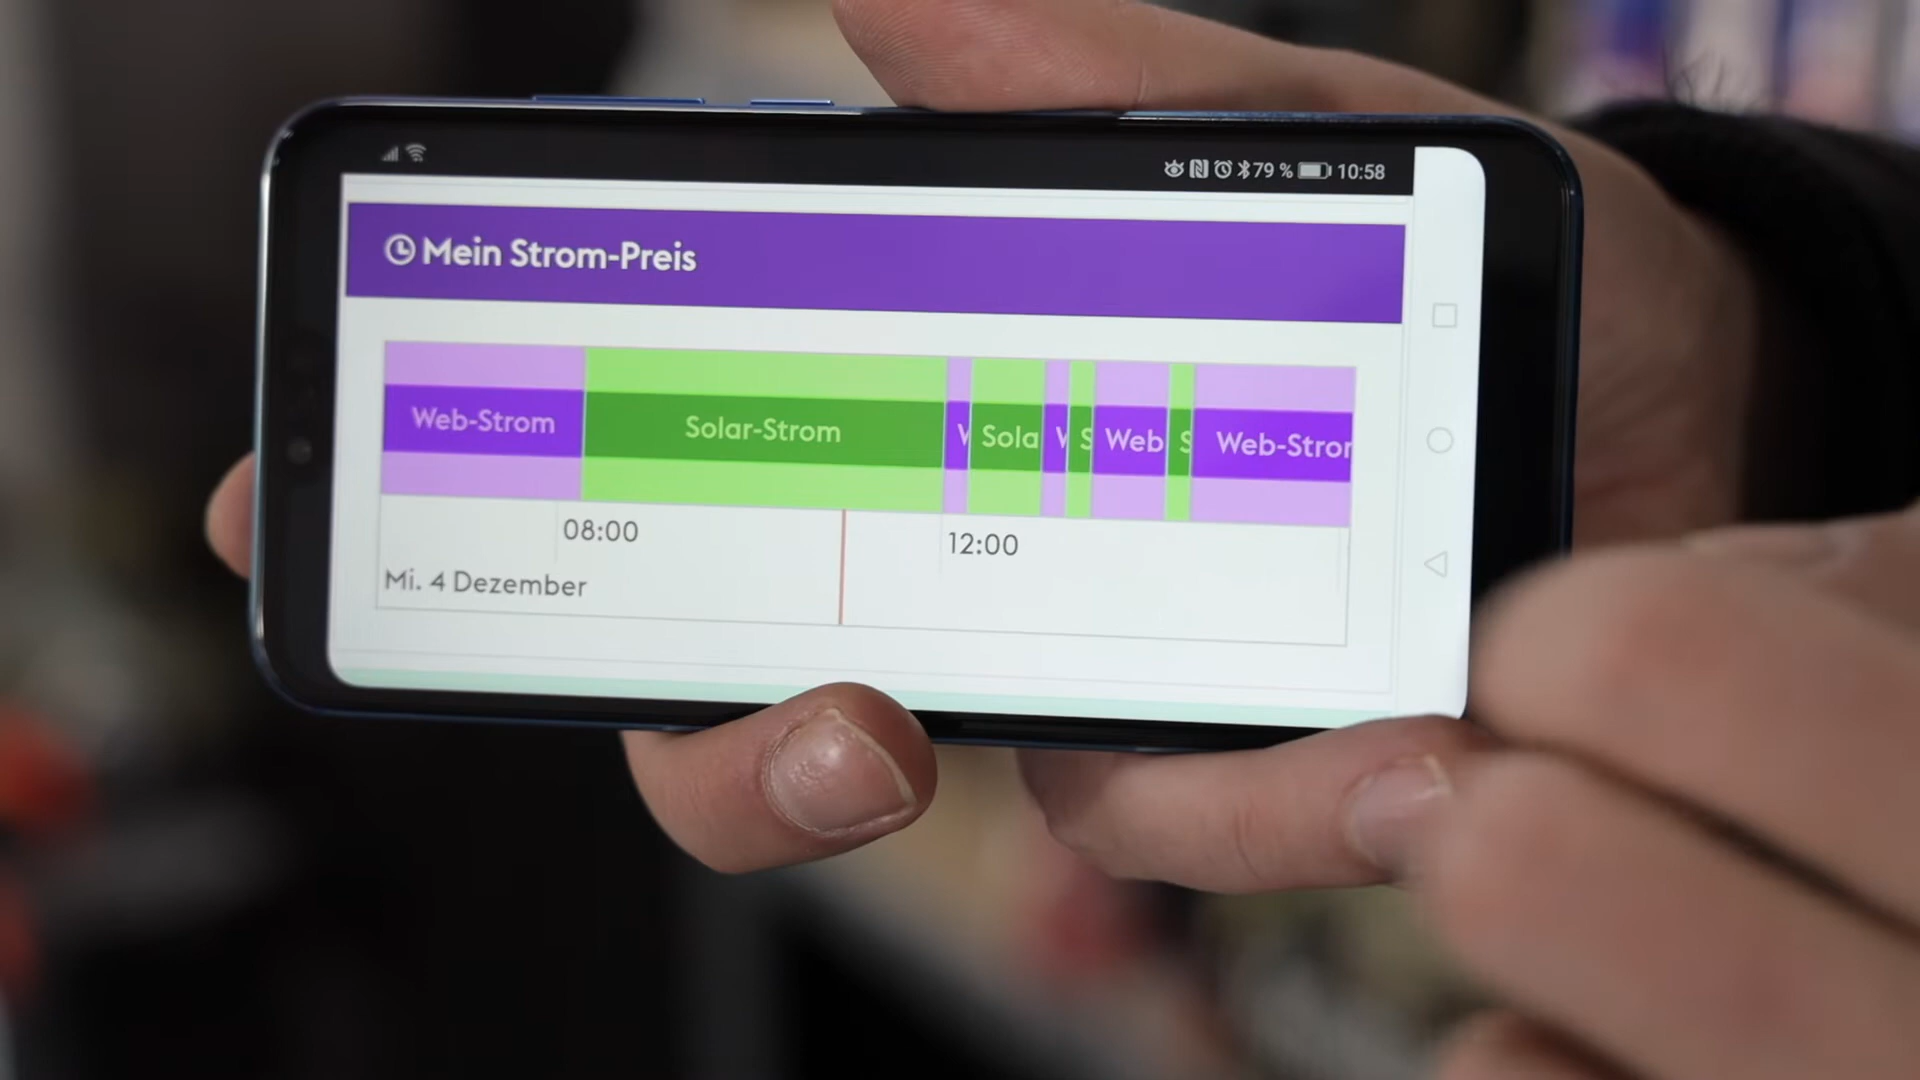 79 % 10:58
Mein Strom-Preis
Web-Strom Solar-Strom W Sola W S Web S Web-Stror
08:00 12:00
Mi. 4 Dezember